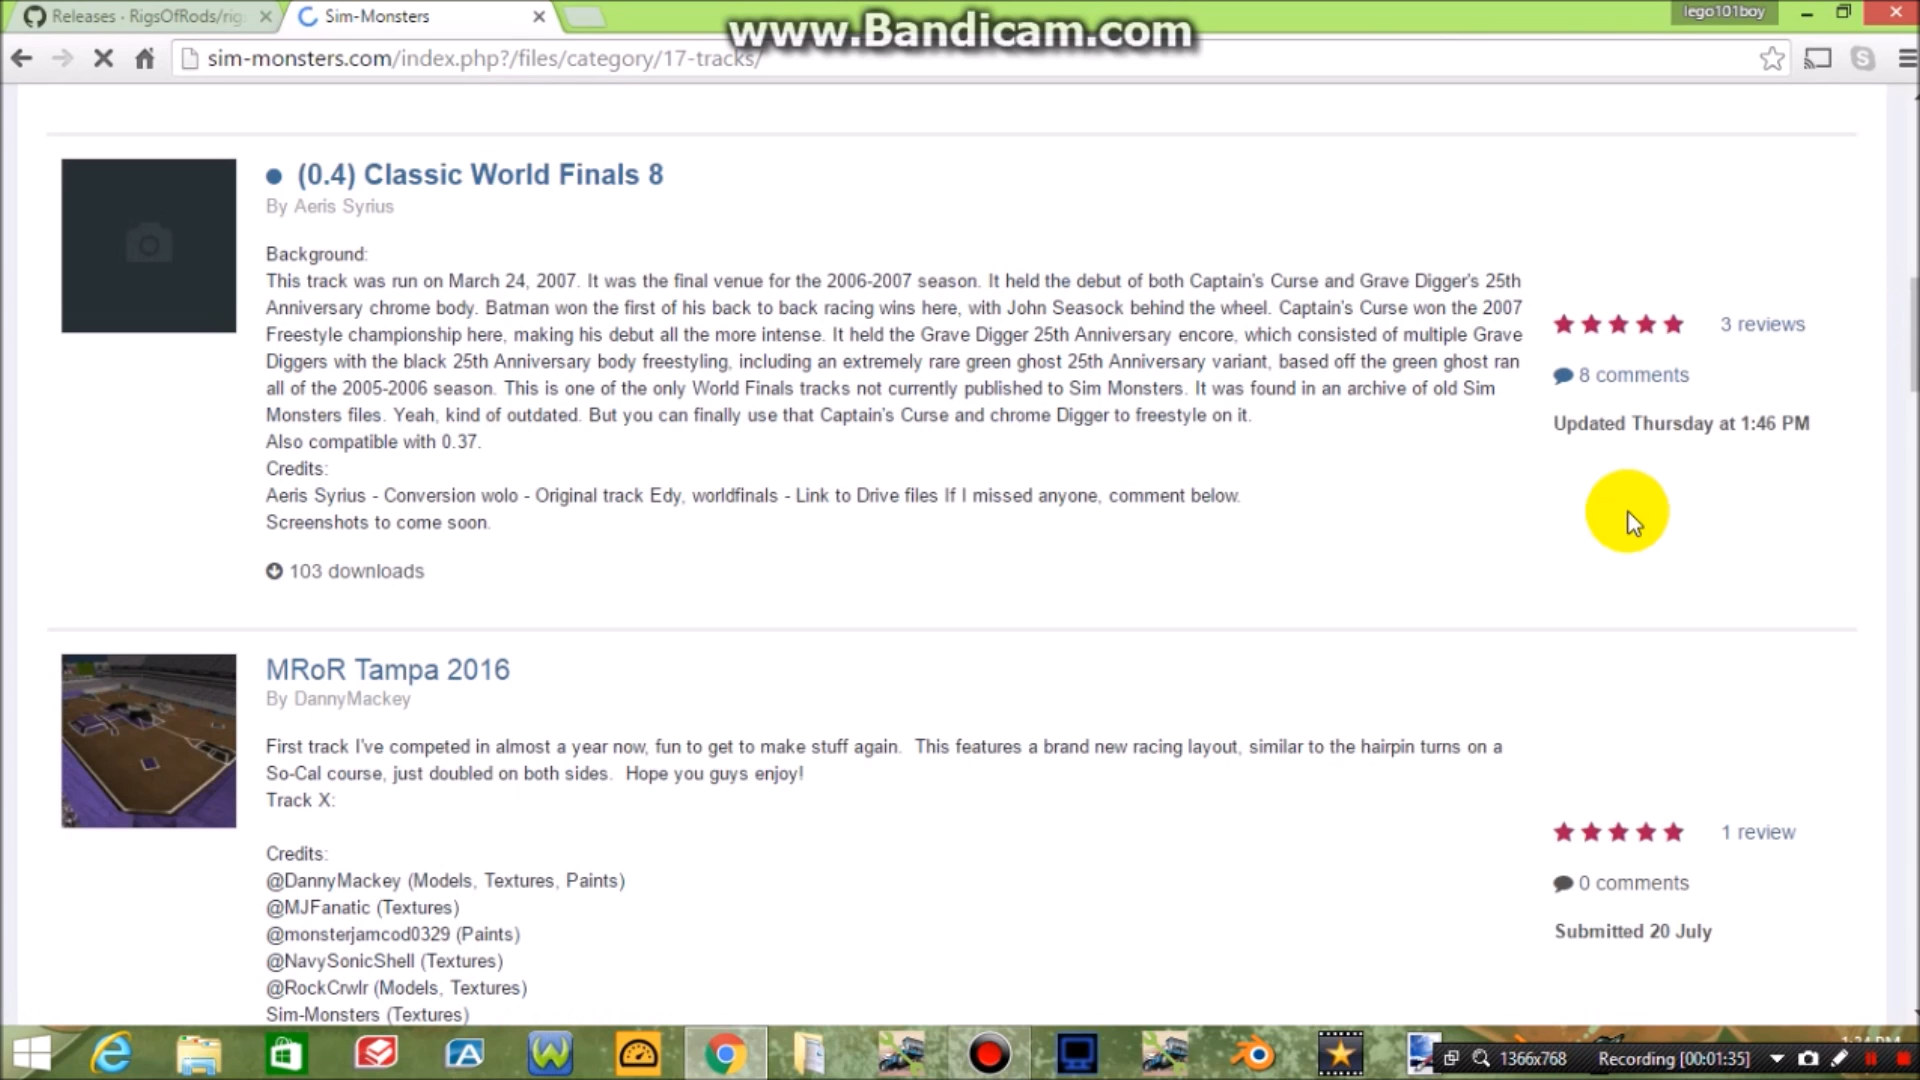 Releases · RigsOfRods/rig
Sim-Monsters
www.Bandicam.com
lego101boy
sim-monsters.com/index.php?/files/category/17-tracks/
(0.4) Classic World Finals 8
By Aeris Syrius
Background:
This track was run on March 24, 2007. It was the final venue for the 2006-2007 season. It held the debut of both Captain's Curse and Grave Digger's 25th
Anniversary chrome body. Batman won the first of his back to back racing wins here, with John Seasock behind the wheel. Captain's Curse won the 2007
Freestyle championship here, making his debut all the more intense. It held the Grave Digger 25th Anniversary encore, which consisted of multiple Grave
Diggers with the black 25th Anniversary body freestyling, including an extremely rare green ghost 25th Anniversary variant, based off the green ghost ran
all of the 2005-2006 season. This is one of the only World Finals tracks not currently published to Sim Monsters. It was found in an archive of old Sim
Monsters files. Yeah, kind of outdated. But you can finally use that Captain's Curse and chrome Digger to freestyle on it.
Also compatible with 0.37.
Credits:
Aeris Syrius - Conversion wolo - Original track Edy, worldfinals - Link to Drive files If I missed anyone, comment below.
Screenshots to come soon.
103 downloads
3 reviews
8 comments
Updated Thursday at 1:46 PM
MRoR Tampa 2016
By DannyMackey
First track I've competed in almost a year now, fun to get to make stuff again. This features a brand new racing layout, similar to the hairpin turns on a
So-Cal course, just doubled on both sides. Hope you guys enjoy!
Track X:
Credits:
@DannyMackey (Models, Textures, Paints)
@MJFanatic (Textures)
@monsterjamcod0329 (Paints)
@NavySonicShell (Textures)
@RockCrwlr (Models, Textures)
Sim-Monsters (Textures)
1 review
0 comments
Submitted 20 July
1366x768
Recording [00:01:35]